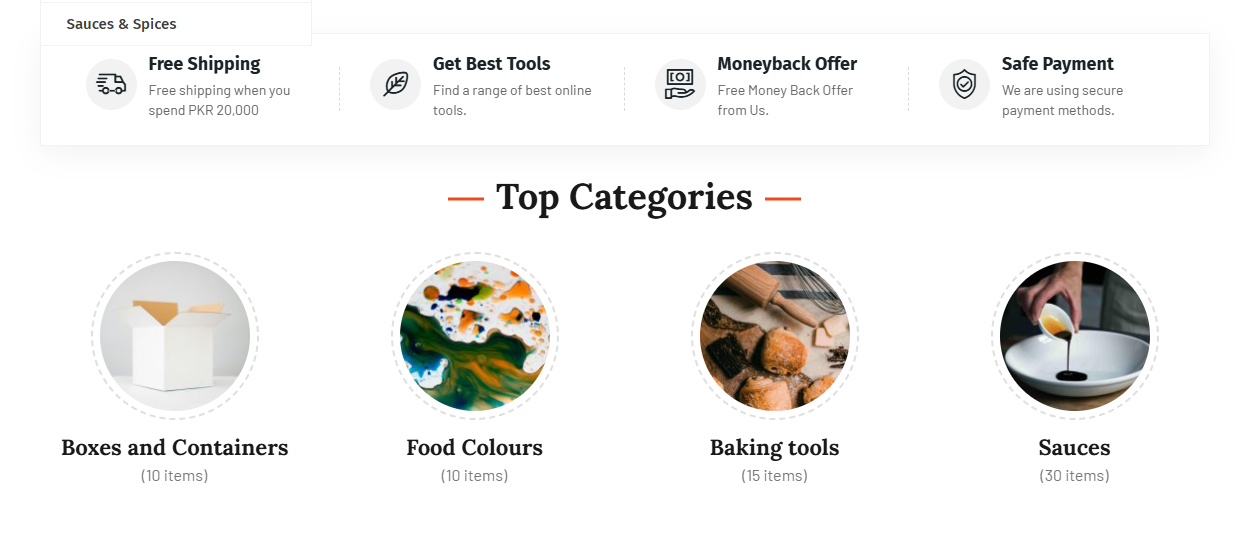 Sauces & Spices
Free Shipping
Free shipping when you
spend PKR 20,000
Get Best Tools
Find a range of best online
tools.
Moneyback Offer
Free Money Back Offer
from Us.
Safe Payment
We are using secure
payment methods.
Top Categories
Boxes and Containers
(10 items)
Food Colours
(10 items)
Baking tools
(15 items)
Sauces
(30 items)